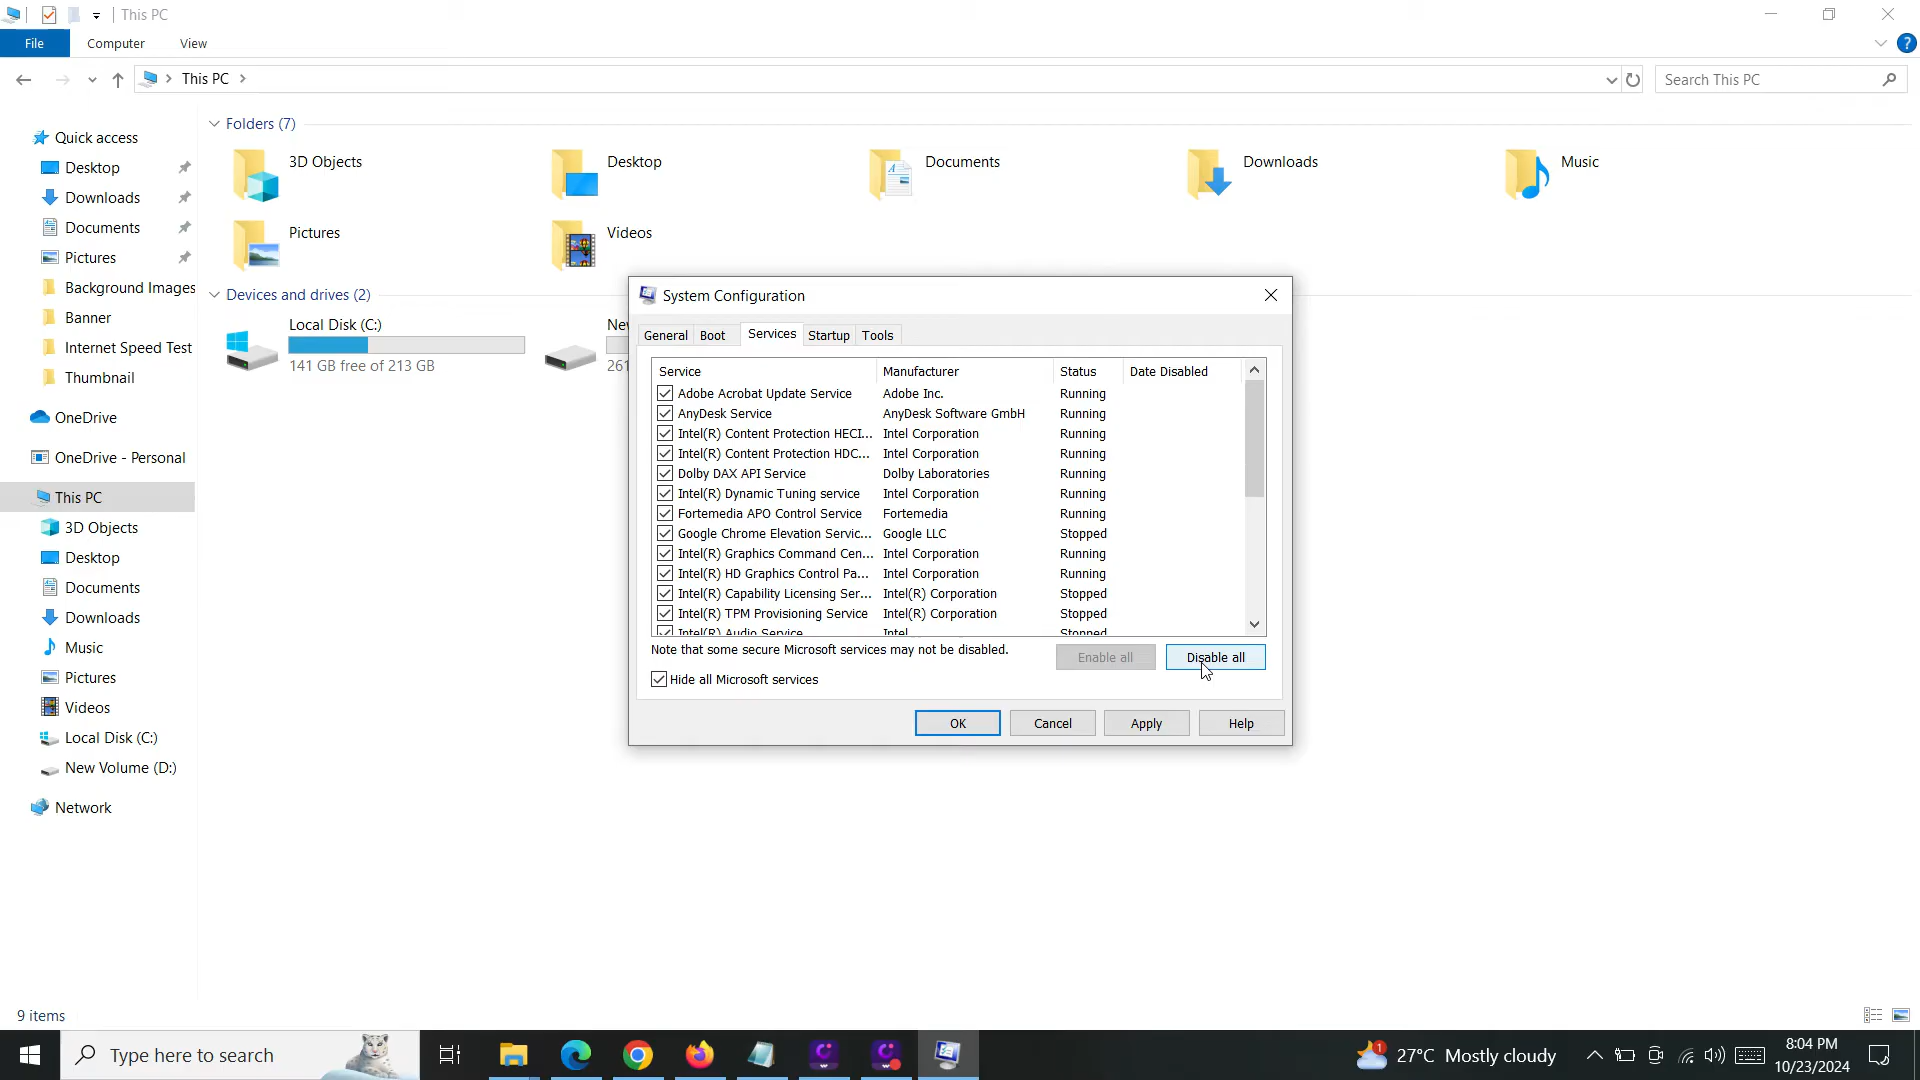 This PC
File Computer View
This PC
Search This PC
Quick access
Desktop
Downloads
Documents
Pictures
Background Images
Banner
Internet Speed Test
Thumbnail
OneDrive
OneDrive - Personal
This PC
3D Objects
Desktop
Documents
Downloads
Music
Pictures
Videos
Local Disk (C:)
New Volume (D:)
Network
Folders (7)
3D Objects
Desktop
Documents
Downloads
Music
Pictures
Videos
Devices and drives (2)
Local Disk (C:)
141 GB free of 213 GB
System Configuration
General Boot Services Startup Tools
Service Manufacturer Status Date Disabled
Adobe Acrobat Update Service Adobe Inc. Running
AnyDesk Service AnyDesk Software GmbH Running
Intel(R) Content Protection HECI... Intel Corporation Running
Intel(R) Content Protection HDC... Intel Corporation Running
Dolby DAX API Service Dolby Laboratories Running
Intel(R) Dynamic Tuning service Intel Corporation Running
Fortemedia APO Control Service Fortemedia Running
Google Chrome Elevation Servic... Google LLC Stopped
Intel(R) Graphics Command Cen... Intel Corporation Running
Intel(R) HD Graphics Control Pa... Intel Corporation Running
Intel(R) Capability Licensing Ser... Intel(R) Corporation Stopped
Intel(R) TPM Provisioning Service Intel(R) Corporation Stopped
Intel(R) Audio Service Intel Stopped
Note that some secure Microsoft services may not be disabled.
Enable all Disable all
Hide all Microsoft services
OK Cancel Apply Help
9 items
Type here to search
1 27°C Mostly cloudy
8:04 PM
10/23/2024